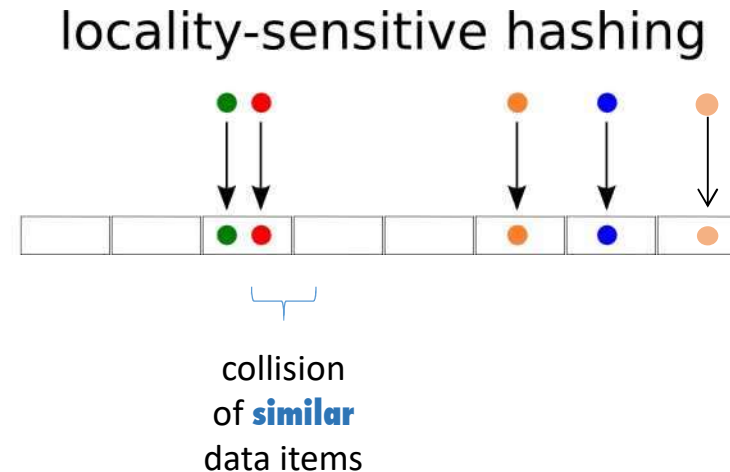 locality-sensitive hashing
collision
of similar
data items